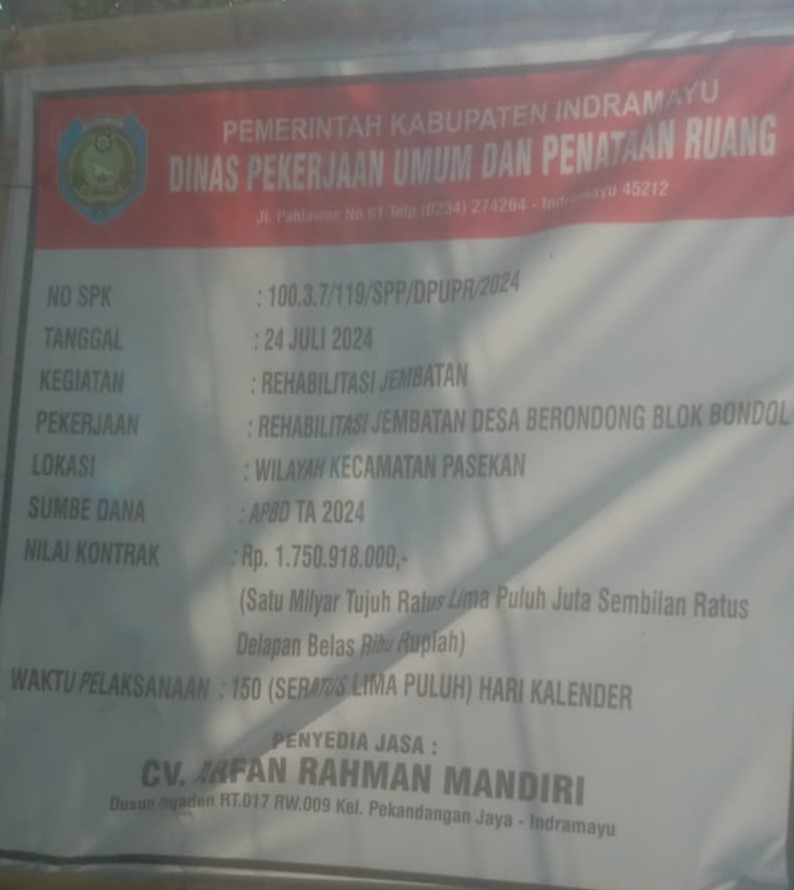 PEMERINTAH KABUPATEN INDRAMAYU
DINAS PEKERJAAN UMUM DAN PENATAAN RUANG
Jl. Pahlawan No.61 Telp (0234) 274264 - Indramayu 45212
NO SPK : 100.3.7/119/SPP/DPUPR/2024
TANGGAL : 24 JULI 2024
KEGIATAN : REHABILITASI JEMBATAN
PEKERJAAN : REHABILITASI JEMBATAN DESA BERONDONG BLOK BONDOL
LOKASI : WILAYAH KECAMATAN PASEKAN
SUMBE DANA : APBD TA 2024
NILAI KONTRAK : Rp. 1.750.918.000,-
(Satu Milyar Tujuh Ratus Lima Puluh Juta Sembilan Ratus
Delapan Belas Ribu Rupiah)
WAKTU PELAKSANAAN : 150 (SERATUS LIMA PULUH) HARI KALENDER
PENYEDIA JASA :
CV. ARFAN RAHMAN MANDIRI
Dusun RT.017 RW.009 Kel. Pekandangan Jaya - Indramayu